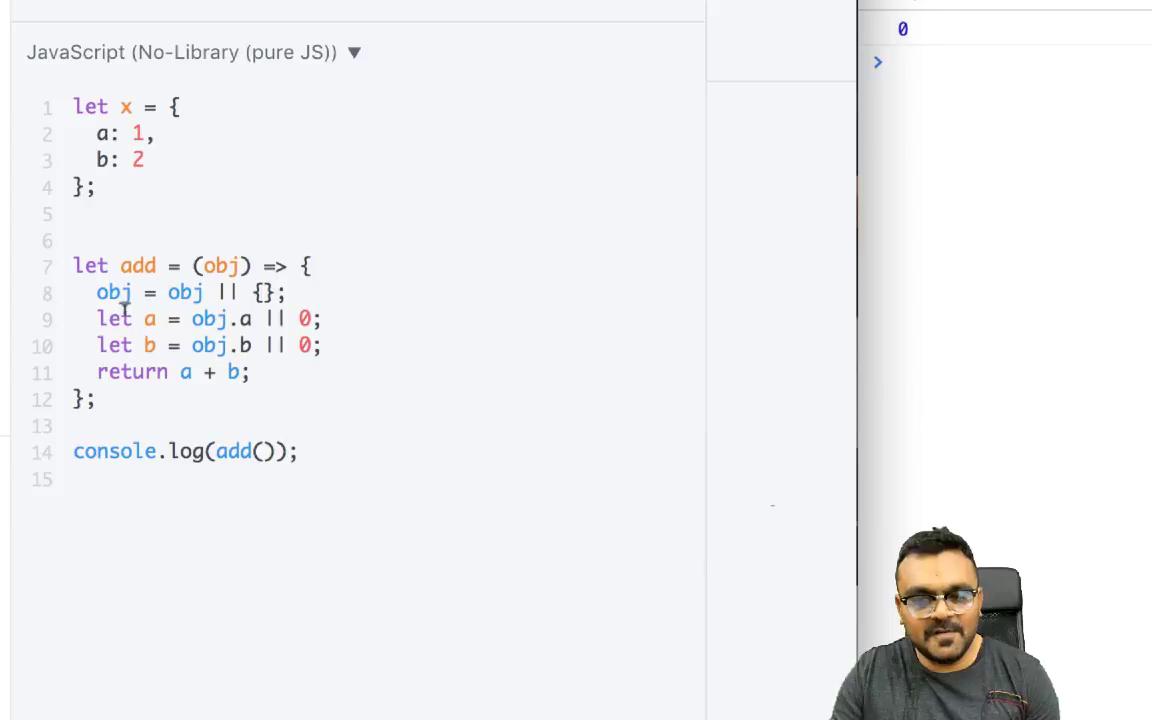 JavaScript (No-Library (pure JS)) ▼
1 let x = {
2 a: 1,
3 b: 2
4 };
5
6
7 let add = (obj) => {
8 obj = obj || {};
9 let a = obj.a || 0;
10 let b = obj.b || 0;
11 return a + b;
12 };
13
14 console.log(add());
15
0
>